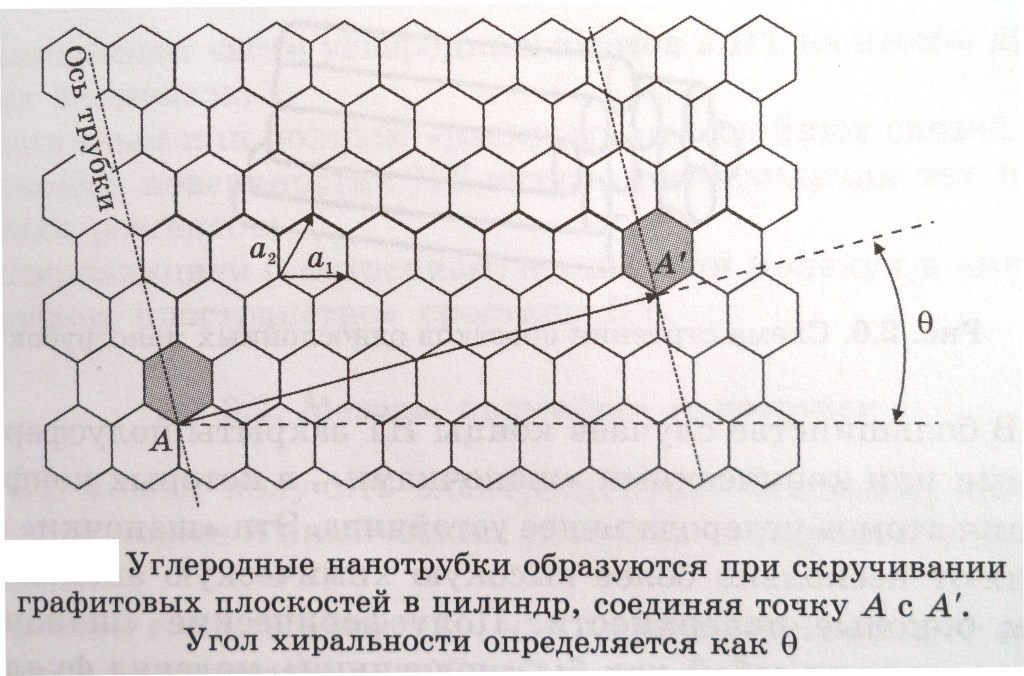 Ось трубки
a₂
a₁
A′
θ
A
Углеродные нанотрубки образуются при скручивании
графитовых плоскостей в цилиндр, соединяя точку A с A′.
Угол хиральности определяется как θ